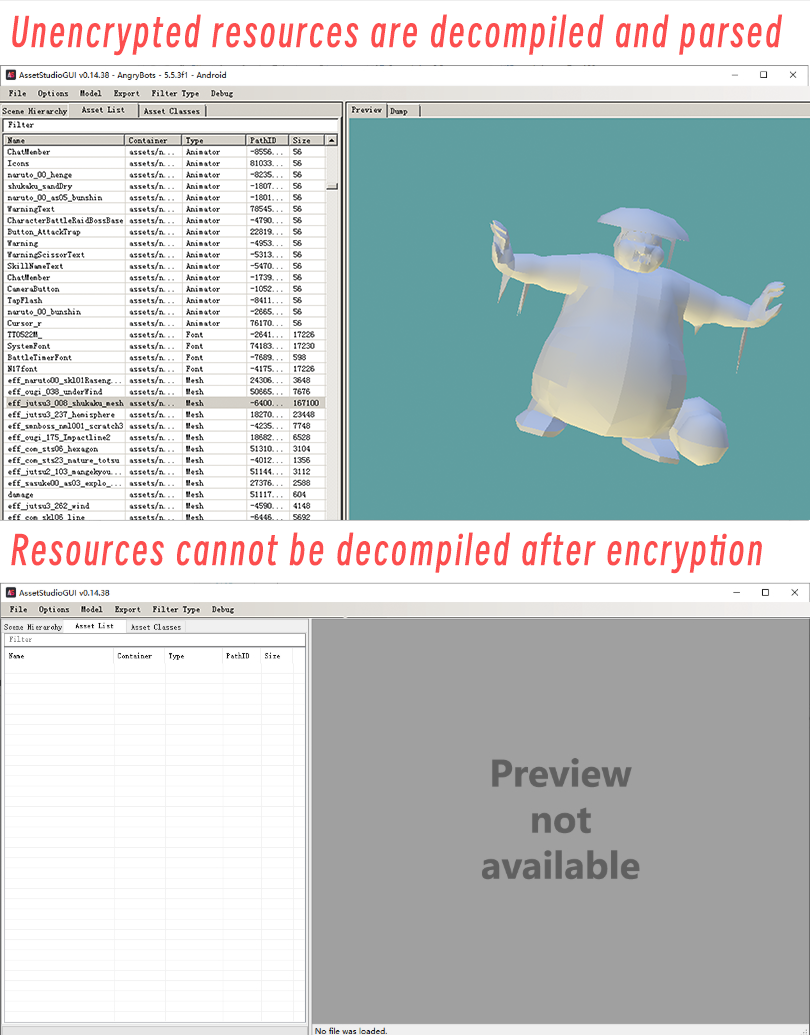 Unencrypted resources are decompiled and parsed
AssetStudioGUI v0.14.38 - AngryBots - 5.5.3f1 - Android
File Options Model Export Filter Type Debug
Scene Hierarchy Asset List Asset Classes Preview Dump
Filter
Name Container Type PathID Size
ChatMember assets/n... Animator -8556... 56
Icons assets/n... Animator 81033... 56
naruto_00_henge assets/n... Animator -8235... 56
shukaku_sandDry assets/n... Animator -1807... 56
naruto_00_as05_bunshin assets/n... Animator -1801... 56
WarningText assets/n... Animator 78545... 56
CharacterBattleRaidBossBase assets/n... Animator -4790... 56
Button_AttackTrap assets/n... Animator 22819... 56
Warning assets/n... Animator -4953... 56
WarningScissorText assets/n... Animator -5313... 56
SkillNameText assets/n... Animator -5470... 56
ChatMember assets/n... Animator -1739... 56
CameraButton assets/n... Animator -1052... 56
TapFlash assets/n... Animator -8411... 56
naruto_00_bunshin assets/n... Animator -2665... 56
Cursor_r assets/n... Animator 76170... 56
TT0522M_ assets/n... Font -2641... 17226
SystemFont assets/n... Font 74183... 17230
BattleTimerFont assets/n... Font -7689... 598
N17font assets/n... Font -4175... 17226
eff_naruto00_skl01Raseng... assets/n... Mesh 24306... 3648
eff_ougi_038_underWind assets/n... Mesh 50665... 7676
eff_jutsu3_008_shukaku_mesh assets/n... Mesh -6400... 167100
eff_jutsu3_237_hemisphere assets/n... Mesh 18270... 23448
eff_smnboss_nml001_scratch3 assets/n... Mesh -4235... 7748
eff_ougi_175_Impactline2 assets/n... Mesh 18682... 6528
eff_com_sts06_hexagon assets/n... Mesh 51310... 3104
eff_com_sts23_nature_totsu assets/n... Mesh -4012... 1356
eff_jutsu2_103_mangekyou... assets/n... Mesh 51144... 3112
eff_sasuke00_as03_explo_... assets/n... Mesh 27376... 2588
damage assets/n... Mesh 51117... 604
eff_jutsu3_262_wind assets/n... Mesh -4590... 4148
eff_com_skl06_line assets/n... Mesh -6446... 5692
Resources cannot be decompiled after encryption
AssetStudioGUI v0.14.38
File Options Model Export Filter Type Debug
Scene Hierarchy Asset List Asset Classes
Filter
Name Container Type PathID Size
Preview
not
available
No file was loaded.